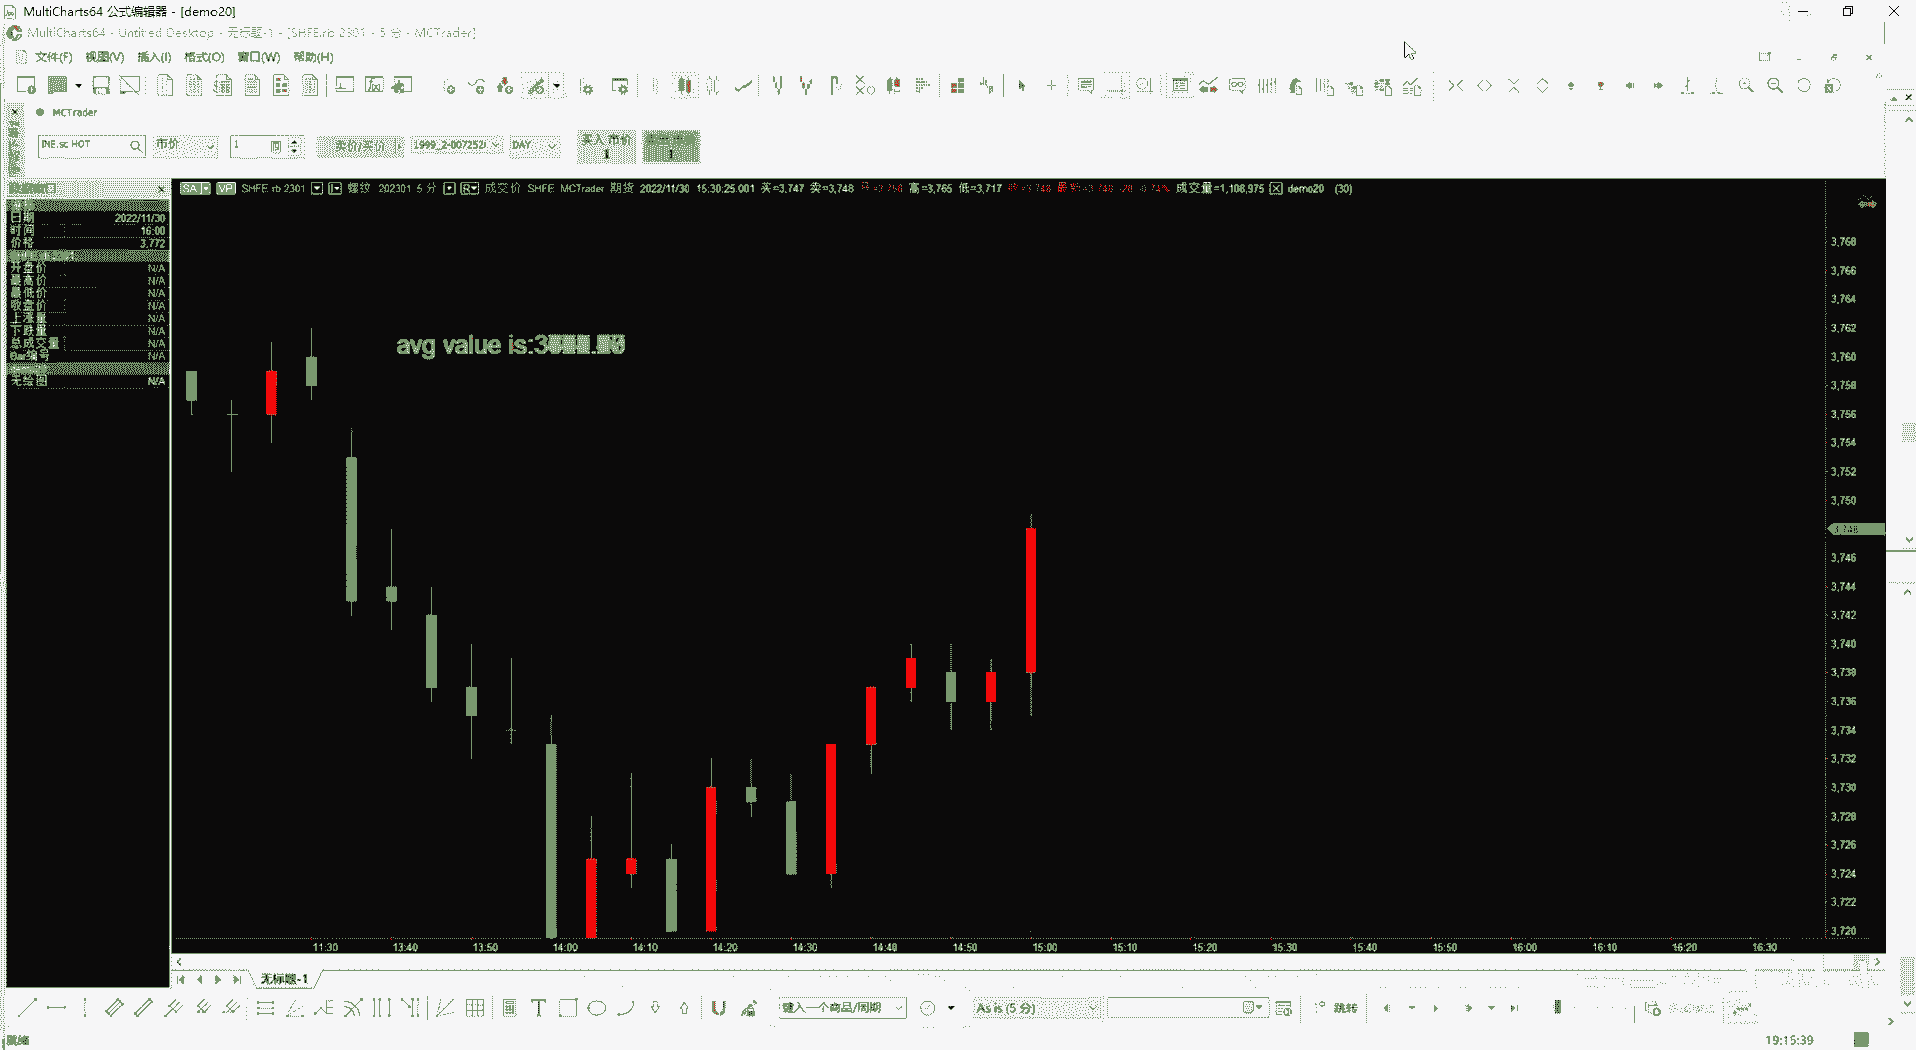 MultiCharts64 公式编辑器 - [demo20]
MultiCharts64 - Untitled Desktop - 无标题-1 - [SHFE.rb 2301 - 5 分 - MCTrader]
文件(F) 视图(V) 插入(I) 格式(O) 窗口(W) 帮助(H)
MCTrader
INE.sc HOT 市价 1 卖价/买价 DAY 买入 市价
1 1
SA VP SHFE rb 2301 螺纹 202301 5 分 成交价 SHFE MCTrader 期货 2022/11/30 15:30:25.001 买=3,747 卖=3,748 高=3,765 低=3,717 成交量=1,108,975 demo20 (30)
日期 2022/11/30
时间 16:00
价格 3,772
开盘价 N/A
最高价 N/A
最低价 N/A
收盘价 N/A
上涨量 N/A
下跌量 N/A
总成交量 N/A
Bar编号 N/A
无绘图 N/A
avg value is:3
3,768
3,766
3,764
3,762
3,760
3,758
3,756
3,754
3,752
3,750
3,748
3,746
3,744
3,742
3,740
3,738
3,736
3,734
3,732
3,730
3,728
3,726
3,724
3,722
3,720
11:30 13:40 13:50 14:00 14:10 14:20 14:30 14:40 14:50 15:00 15:10 15:20 15:30 15:40 15:50 16:00 16:10 16:20 16:30
无标题-1
键入一个商品/周期 As is (5 分) 跳转
就绪 19:15:39